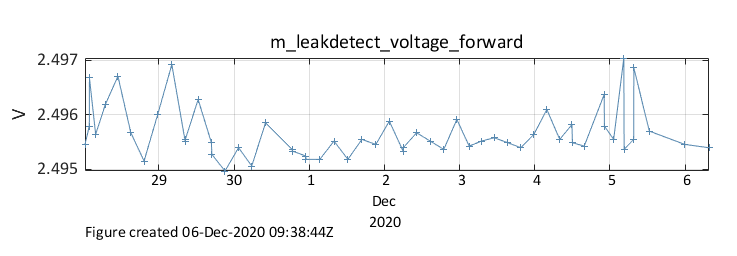 m_leakdetect_voltage_forward
2.497
2.496
2.495
V
29 30 1 2 3 4 5 6
Dec
2020
Figure created 06-Dec-2020 09:38:44Z